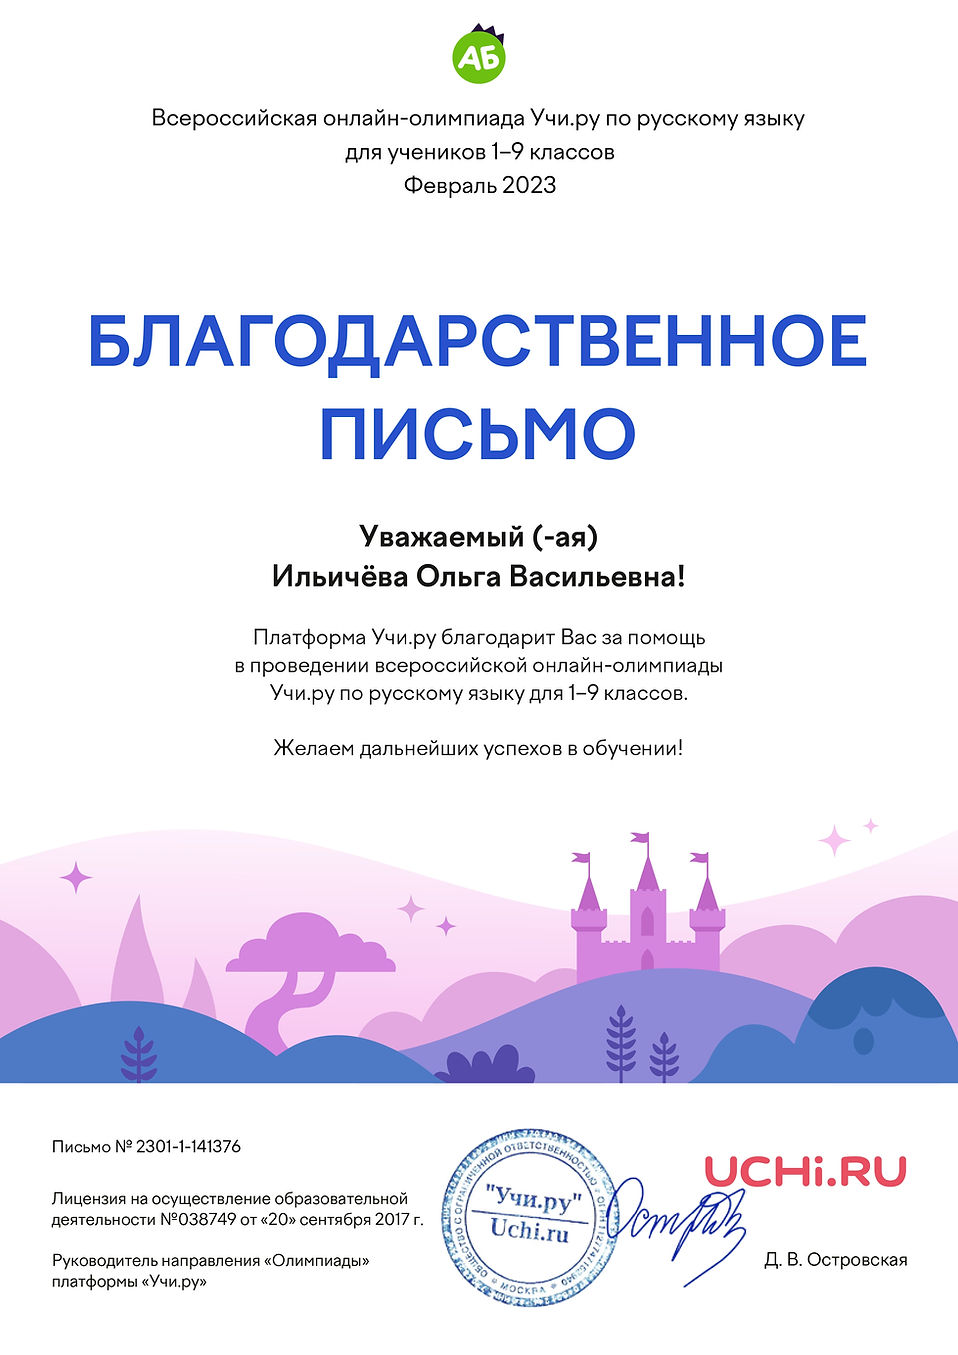 АБ
Всероссийская онлайн-олимпиада Учи.ру по русскому языку
для учеников 1–9 классов
Февраль 2023
БЛАГОДАРСТВЕННОЕ
ПИСЬМО
Уважаемый (-ая)
Ильичёва Ольга Васильевна!
Платформа Учи.ру благодарит Вас за помощь
в проведении всероссийской онлайн-олимпиады
Учи.ру по русскому языку для 1–9 классов.
Желаем дальнейших успехов в обучении!
Письмо № 2301-1-141376
Лицензия на осуществление образовательной
деятельности №038749 от «20» сентября 2017 г.
Руководитель направления «Олимпиады»
платформы «Учи.ру»
ОБЩЕСТВО С ОГРАНИЧЕННОЙ ОТВЕТСТВЕННОСТЬЮ
"Учи.ру"
Uchi.ru
МОСКВА
UCHi.RU
Д. В. Островская